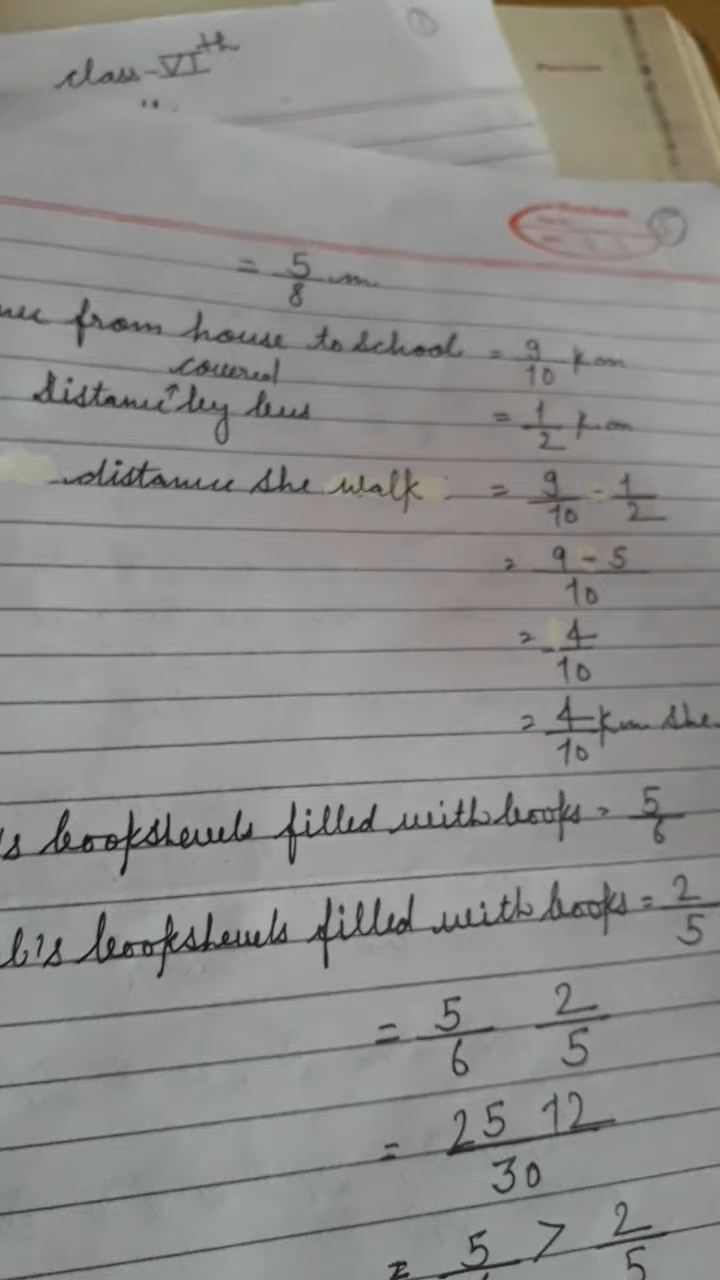 class-VIth
= 5/8 m
from house to school = 9/10 km
covered
Distance ↑ by bus = 1/2 km
distance she walk = 9/10 - 1/2
= 9 - 5/10
= 4/10
= 4/10 km she
's bookshewls filled with books = 5/6
's bookshewls filled with books = 2/5
= 5/6 2/5
= 25 12/30
= 5 > 2/5